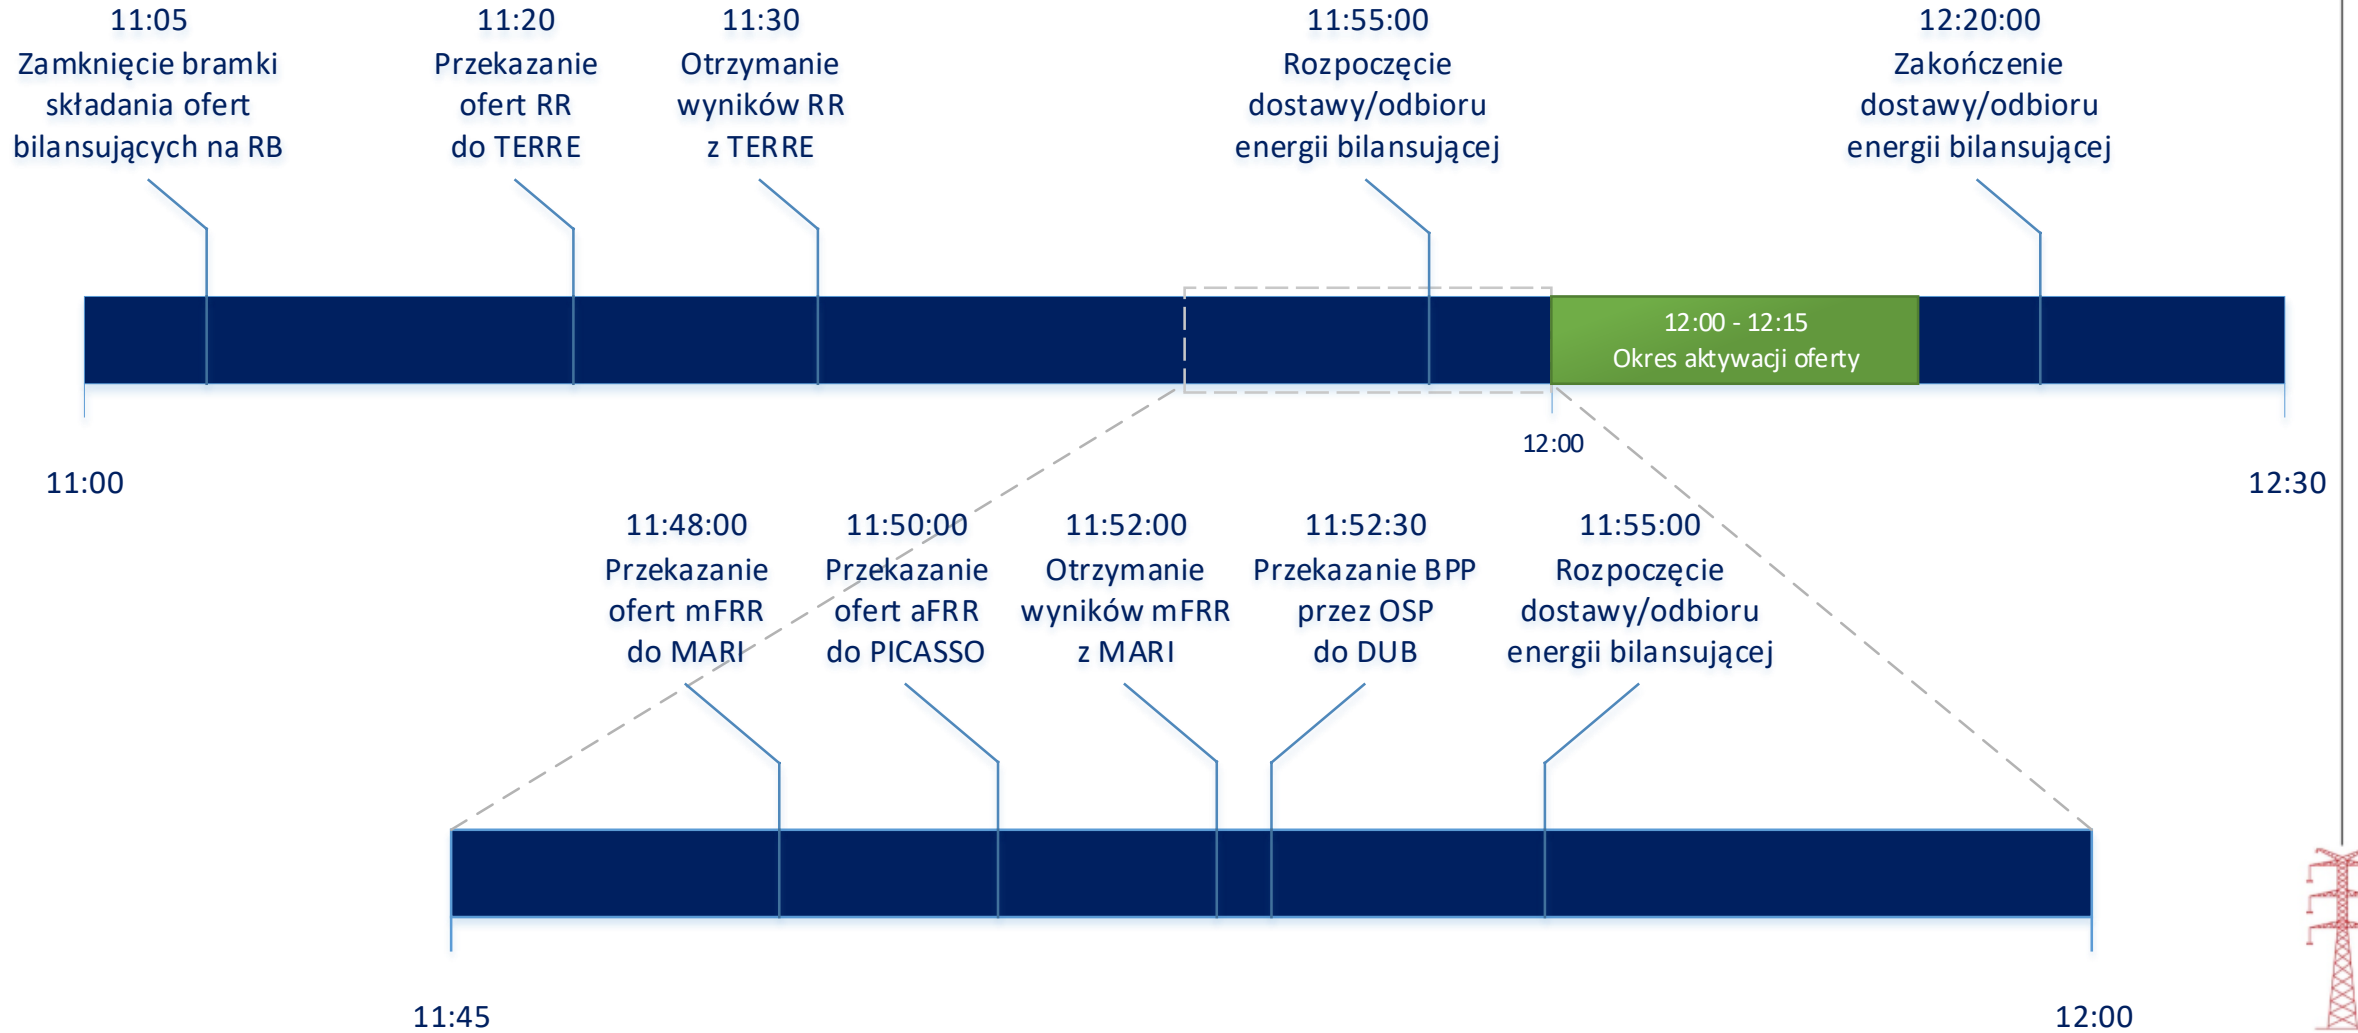 11:05
Zamknięcie bramki
składania ofert
bilansujących na RB
11:20
Przekazanie
ofert RR
do TERRE
11:30
Otrzymanie
wyników RR
z TERRE
11:55:00
Rozpoczęcie
dostawy/odbioru
energii bilansującej
12:20:00
Zakończenie
dostawy/odbioru
energii bilansującej
12:00 - 12:15
Okres aktywacji oferty
12:00
11:00
12:30
11:48:00
Przekazanie
ofert mFRR
do MARI
11:50:00
Przekazanie
ofert aFRR
do PICASSO
11:52:00
Otrzymanie
wyników mFRR
z MARI
11:52:30
Przekazanie BPP
przez OSP
do DUB
11:55:00
Rozpoczęcie
dostawy/odbioru
energii bilansującej
11:45
12:00